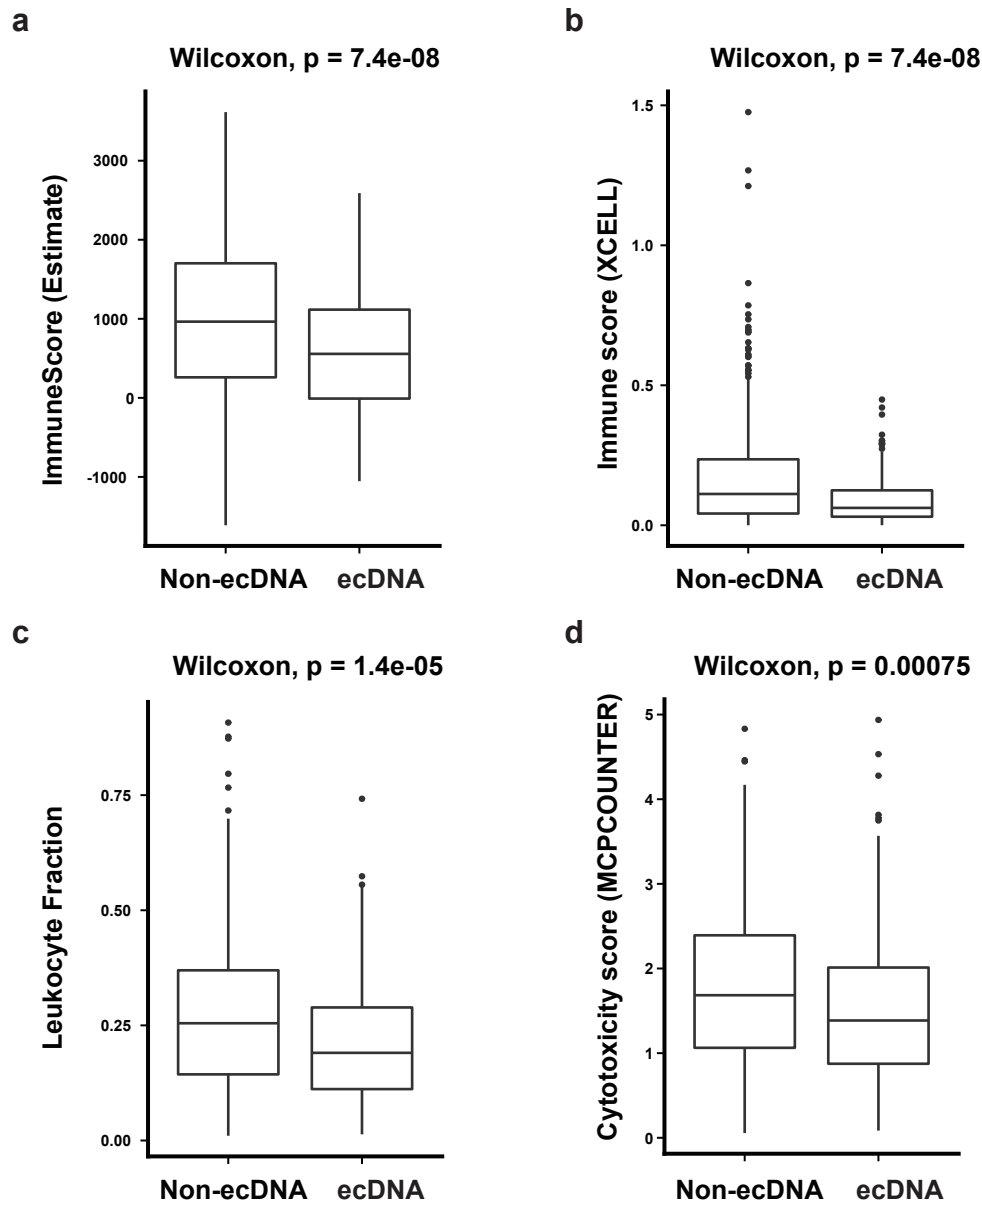 a
Wilcoxon, p = 7.4e-08
ImmuneScore (Estimate)
3000
2000
1000
0
-1000
Non-ecDNA
ecDNA
b
Wilcoxon, p = 7.4e-08
Immune score (XCELL)
1.5
1.0
0.5
0.0
Non-ecDNA
ecDNA
c
Wilcoxon, p = 1.4e-05
Leukocyte Fraction
0.75
0.50
0.25
0.00
Non-ecDNA
ecDNA
d
Wilcoxon, p = 0.00075
Cytotoxicity score (MCPCOUNTER)
5
4
3
2
1
0
Non-ecDNA
ecDNA